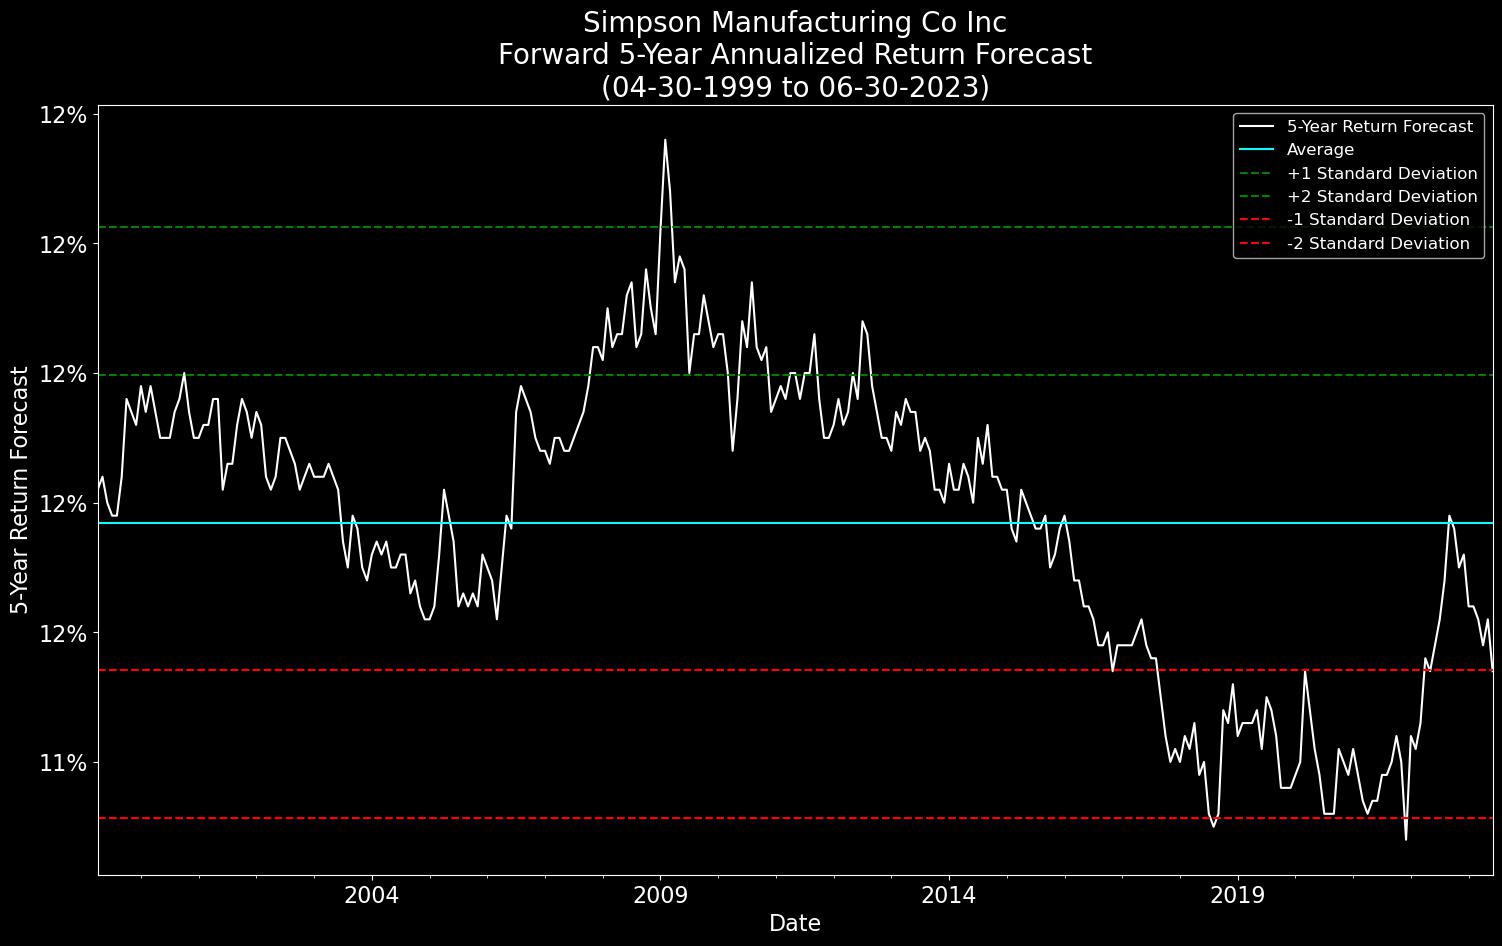 Simpson Manufacturing Co Inc
Forward 5-Year Annualized Return Forecast
(04-30-1999 to 06-30-2023)
5-Year Return Forecast
12%
12%
12%
12%
12%
11%
5-Year Return Forecast
Average
+1 Standard Deviation
+2 Standard Deviation
-1 Standard Deviation
-2 Standard Deviation
2004
2009
2014
2019
Date